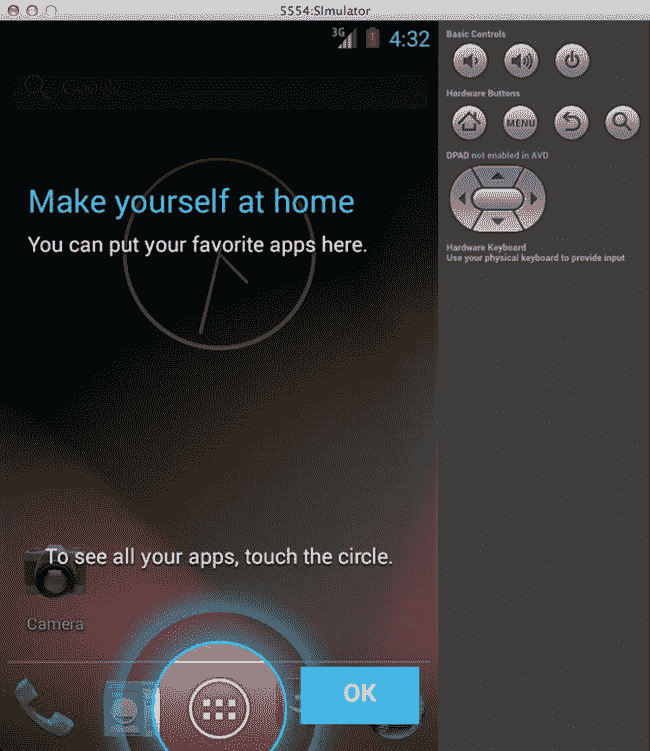 5554:SImulator
3G
4:32
Google
Make yourself at home
You can put your favorite apps here.
To see all your apps, touch the circle.
Camera
OK
Basic Controls
Hardware Buttons
MENU
DPAD not enabled in AVD
Hardware Keyboard
Use your physical keyboard to provide input